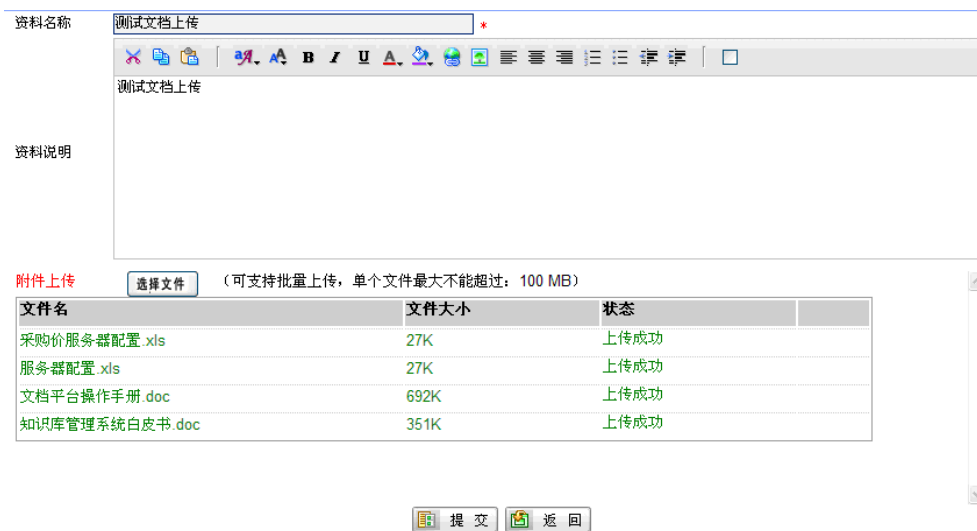 资料名称 测试文档上传 *
B I U A
测试文档上传
资料说明
附件上传 选择文件 （可支持批量上传，单个文件最大不能超过：100 MB）
文件名 文件大小 状态
采购价服务器配置.xls 27K 上传成功
服务器配置.xls 27K 上传成功
文档平台操作手册.doc 692K 上传成功
知识库管理系统白皮书.doc 351K 上传成功
提 交 返 回